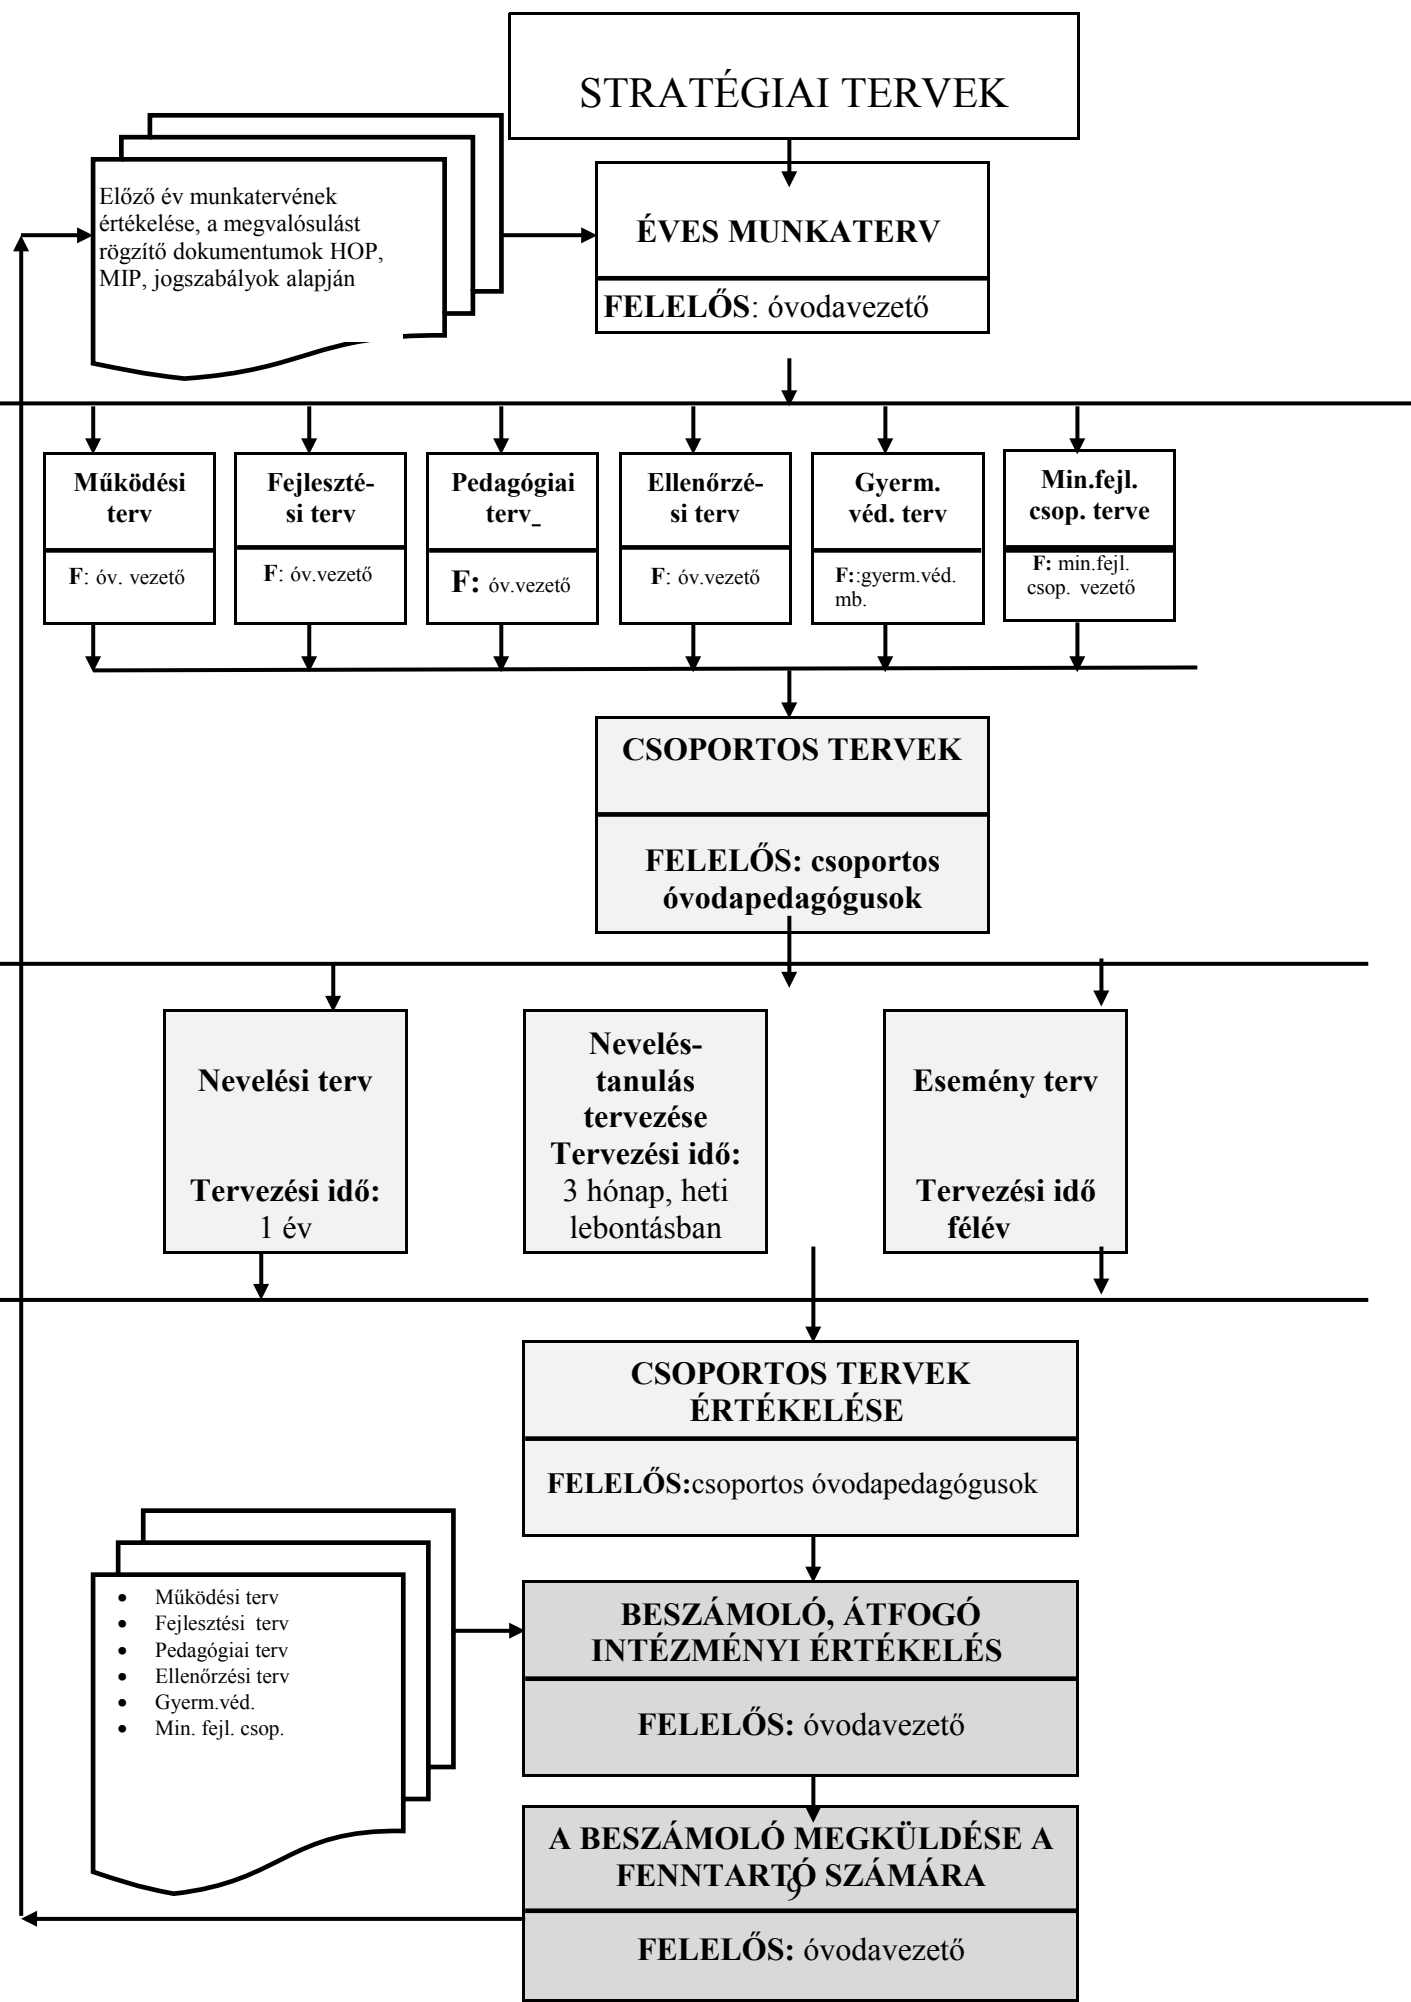 STRATÉGIAI TERVEK
Előző év munkatervének
értékelése, a megvalósulást
rögzítő dokumentumok HOP,
MIP, jogszabályok alapján
ÉVES MUNKATERV
FELELŐS: óvodavezető
Működési
terv
F: óv. vezető
Fejleszté-
si terv
F: óv.vezető
Pedagógiai
terv
F: óv.vezető
Ellenőrzé-
si terv
F: óv.vezető
Gyerm.
véd. terv
F::gyerm.véd.
mb.
Min.fejl.
csop. terve
F: min.fejl.
csop. vezető
CSOPORTOS TERVEK
FELELŐS: csoportos
óvodapedagógusok
Nevelési terv
Tervezési idő:
1 év
Nevelés-
tanulás
tervezése
Tervezési idő:
3 hónap, heti
lebontásban
Esemény terv
Tervezési idő
félév
CSOPORTOS TERVEK
ÉRTÉKELÉSE
FELELŐS:csoportos óvodapedagógusok
• Működési terv
• Fejlesztési terv
• Pedagógiai terv
• Ellenőrzési terv
• Gyerm.véd.
• Min. fejl. csop.
BESZÁMOLÓ, ÁTFOGÓ
INTÉZMÉNYI ÉRTÉKELÉS
FELELŐS: óvodavezető
A BESZÁMOLÓ MEGKÜLDÉSE A
FENNTARTÓ SZÁMÁRA
9
FELELŐS: óvodavezető